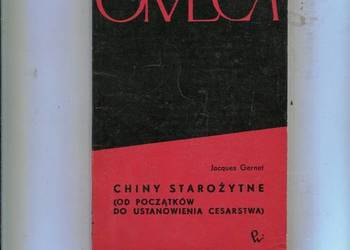 OMEGA
Jacques Gernet
CHINY STAROŻYTNE
(OD POCZĄTKÓW
DO USTANOWIENIA CESARSTWA)